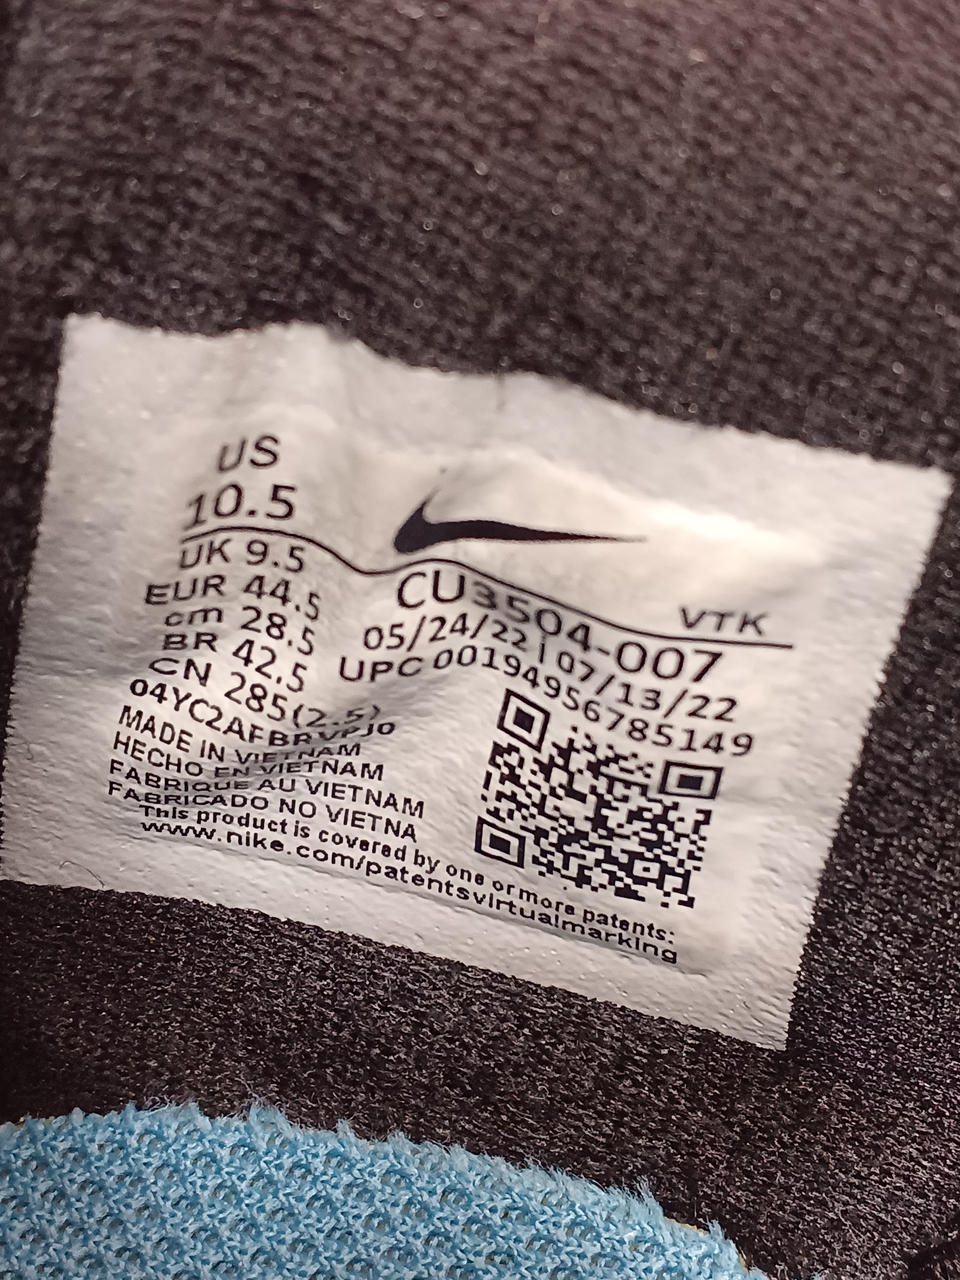 US
10.5
UK 9.5
EUR 44.5
cm 28.5
BR 42.5
CN 285(2.5)
04YC2AFBRVPJ0
MADE IN VIETNAM
HECHO EN VIETNAM
FABRIQUE AU VIETNAM
FABRICADO NO VIETNA
This product is covered by one or more patents:
www.nike.com/patentsvirtualmarking
VTK
CU3504-007
05/24/22 | 07/13/22
UPC 00194956785149